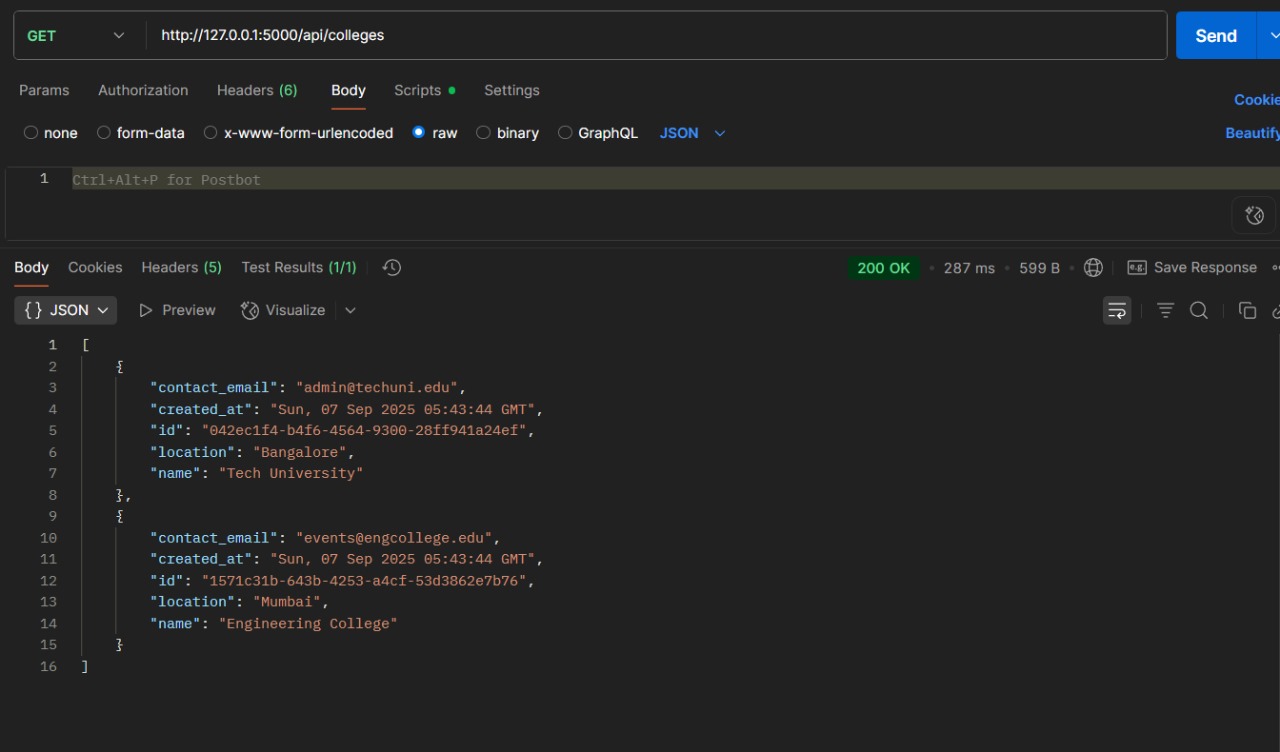 GET http://127.0.0.1:5000/api/colleges Send
Params Authorization Headers (6) Body Scripts Settings
Cookie
none form-data x-www-form-urlencoded raw binary GraphQL JSON Beautify
1 Ctrl+Alt+P for Postbot
Body Cookies Headers (5) Test Results (1/1) 200 OK • 287 ms • 599 B • e.g. Save Response
{} JSON Preview Visualize
1 [
2 {
3 "contact_email": "admin@techuni.edu",
4 "created_at": "Sun, 07 Sep 2025 05:43:44 GMT",
5 "id": "042ec1f4-b4f6-4564-9300-28ff941a24ef",
6 "location": "Bangalore",
7 "name": "Tech University"
8 },
9 {
10 "contact_email": "events@engcollege.edu",
11 "created_at": "Sun, 07 Sep 2025 05:43:44 GMT",
12 "id": "1571c31b-643b-4253-a4cf-53d3862e7b76",
13 "location": "Mumbai",
14 "name": "Engineering College"
15 }
16 ]